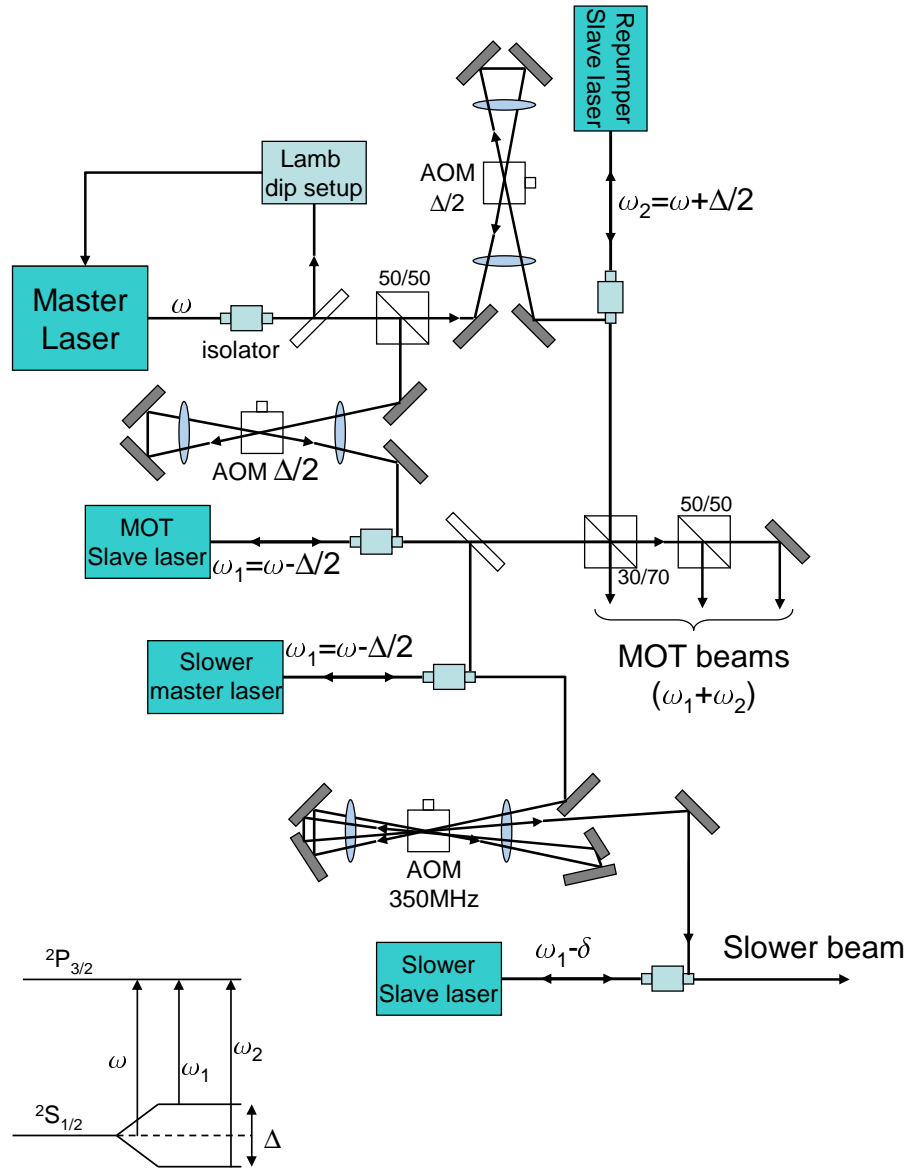 Repumper
Slave laser
Lamb
dip setup
AOM
Δ/2
ω₂=ω+Δ/2
50/50
Master
Laser
ω
isolator
AOM Δ/2
MOT
Slave laser
ω₁=ω-Δ/2
50/50
30/70
MOT beams
(ω₁+ω₂)
Slower
master laser
ω₁=ω-Δ/2
AOM
350MHz
Slower
Slave laser
ω₁-δ
Slower beam
²P₃/₂
ω
ω₁
ω₂
²S₁/₂
Δ